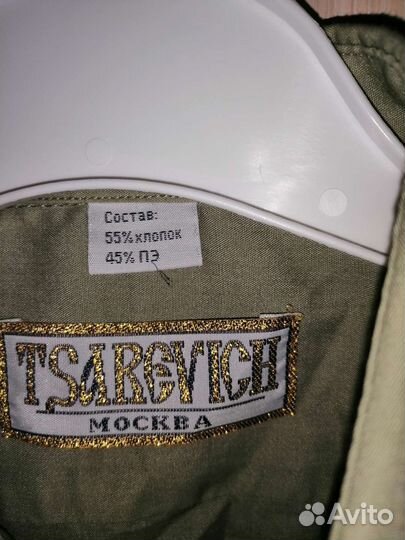 Состав:
55% хлопок
45% ПЭ
TSAREVICH
МОСКВА
Avito